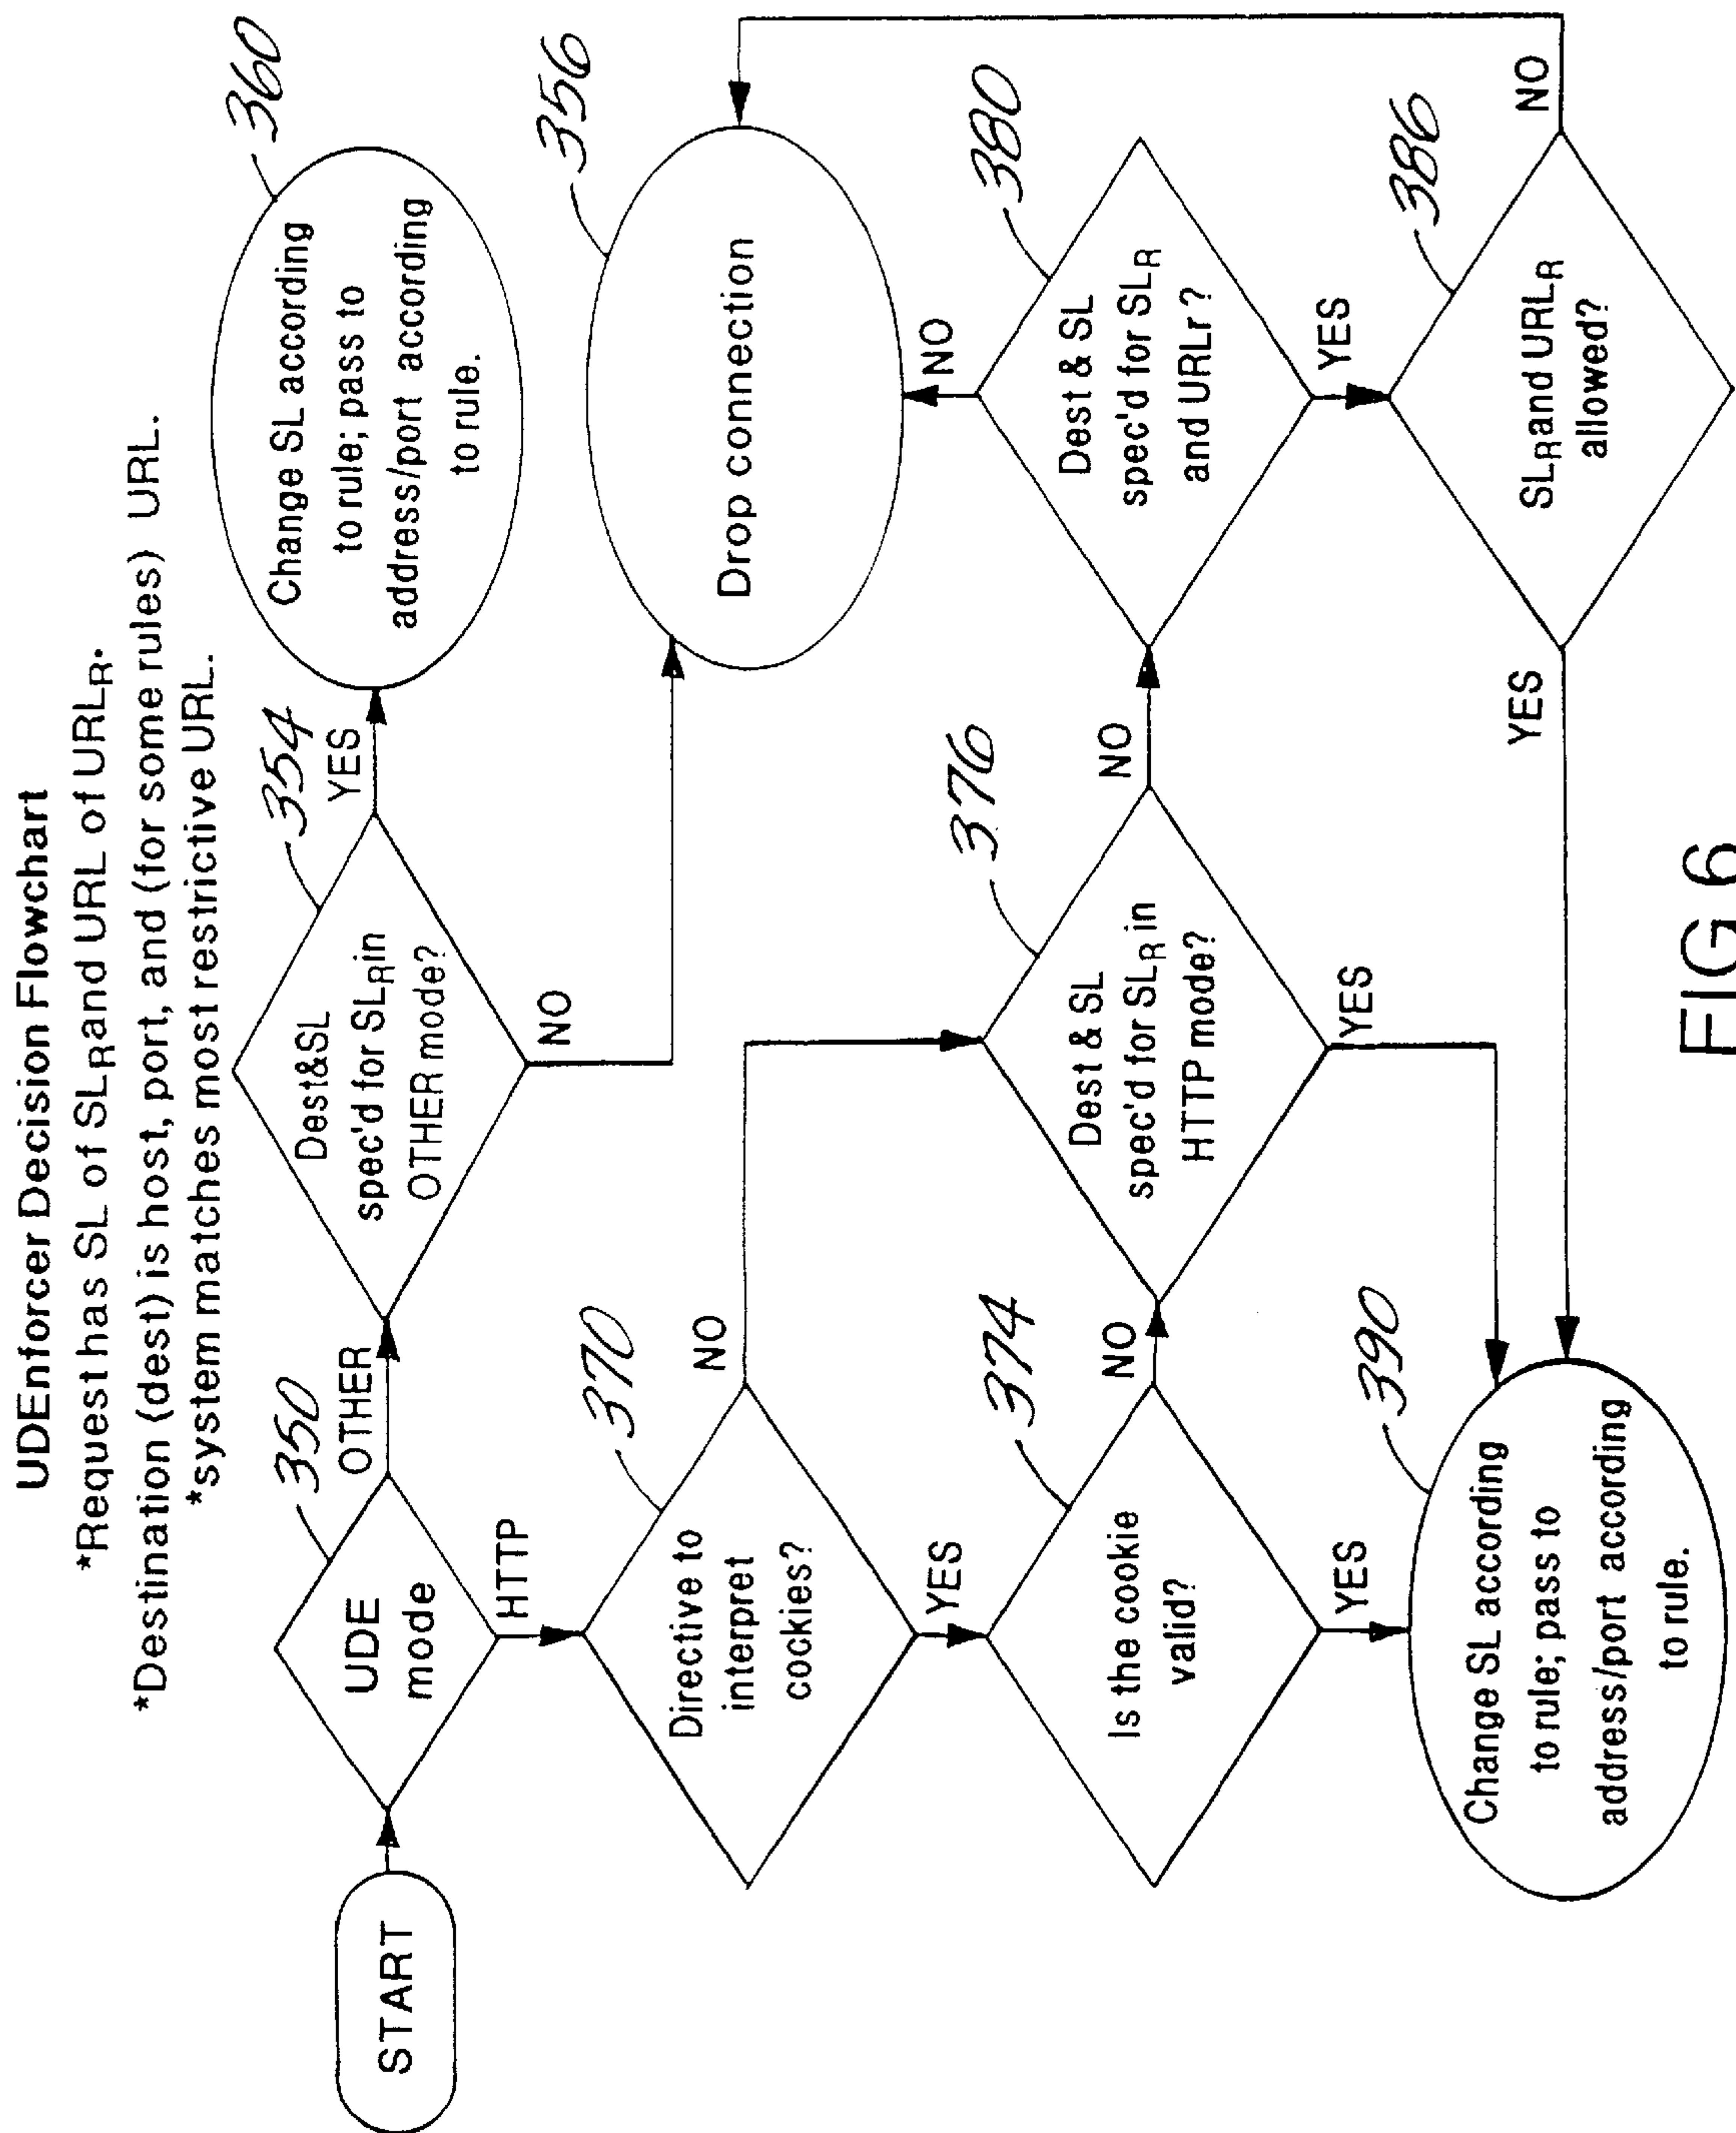 UDEnforcer Decision Flowchart
*Request has SL of SLR and URL of URLR.
*Destination (dest) is host, port, and (for some rules) URL.
*system matches most restrictive URL.
START
350
UDE
mode
OTHER
HTTP
354
Dest&SL
spec'd for SLR in
OTHER mode?
YES
NO
360
Change SL according
to rule; pass to
address/port according
to rule.
370
Directive to
interpret
cockies?
NO
YES
356
Drop connection
374
Is the cookie
valid?
NO
YES
376
Dest & SL
spec'd for SLR in
HTTP mode?
NO
YES
380
Dest & SL
spec'd for SLR
and URLr ?
NO
YES
390
Change SL according
to rule; pass to
address/port according
to rule.
386
SLR and URLR
allowed?
YES
NO
FIG 6